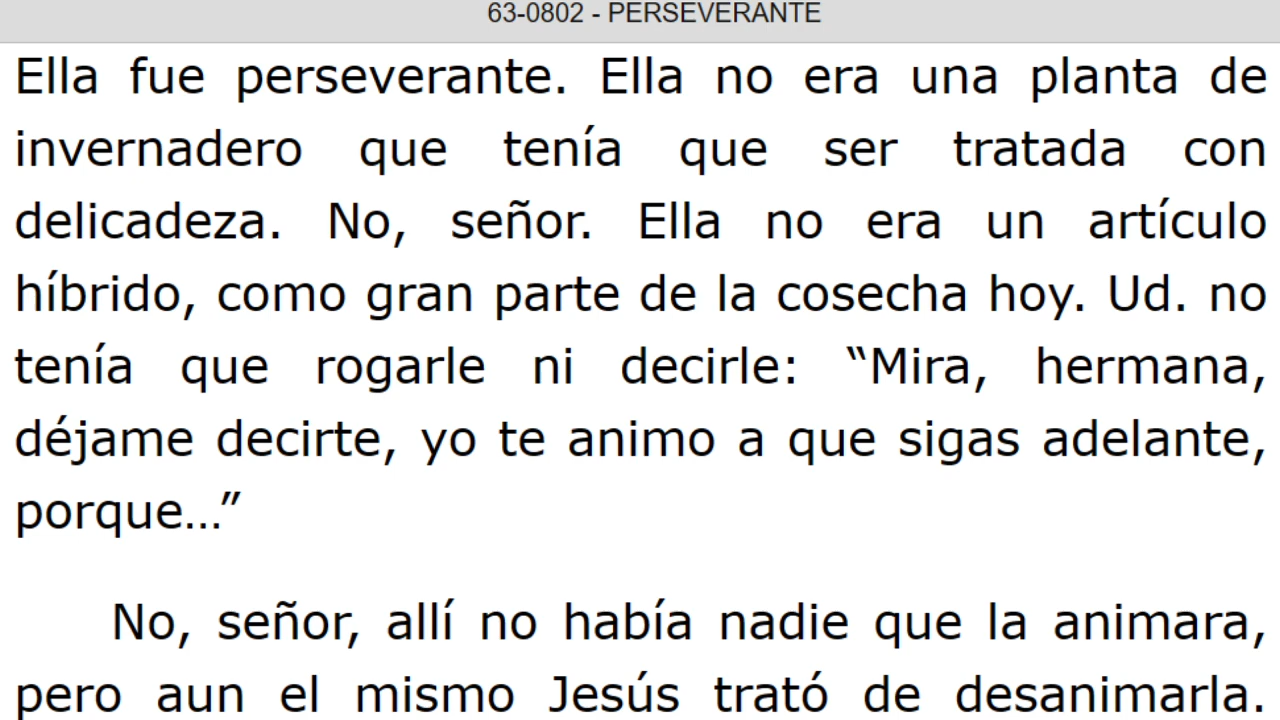 63-0802 - PERSEVERANTE
Ella fue perseverante. Ella no era una planta de
invernadero que tenía que ser tratada con
delicadeza. No, señor. Ella no era un artículo
híbrido, como gran parte de la cosecha hoy. Ud. no
tenía que rogarle ni decirle: “Mira, hermana,
déjame decirte, yo te animo a que sigas adelante,
porque…”
No, señor, allí no había nadie que la animara,
pero aun el mismo Jesús trató de desanimarla.